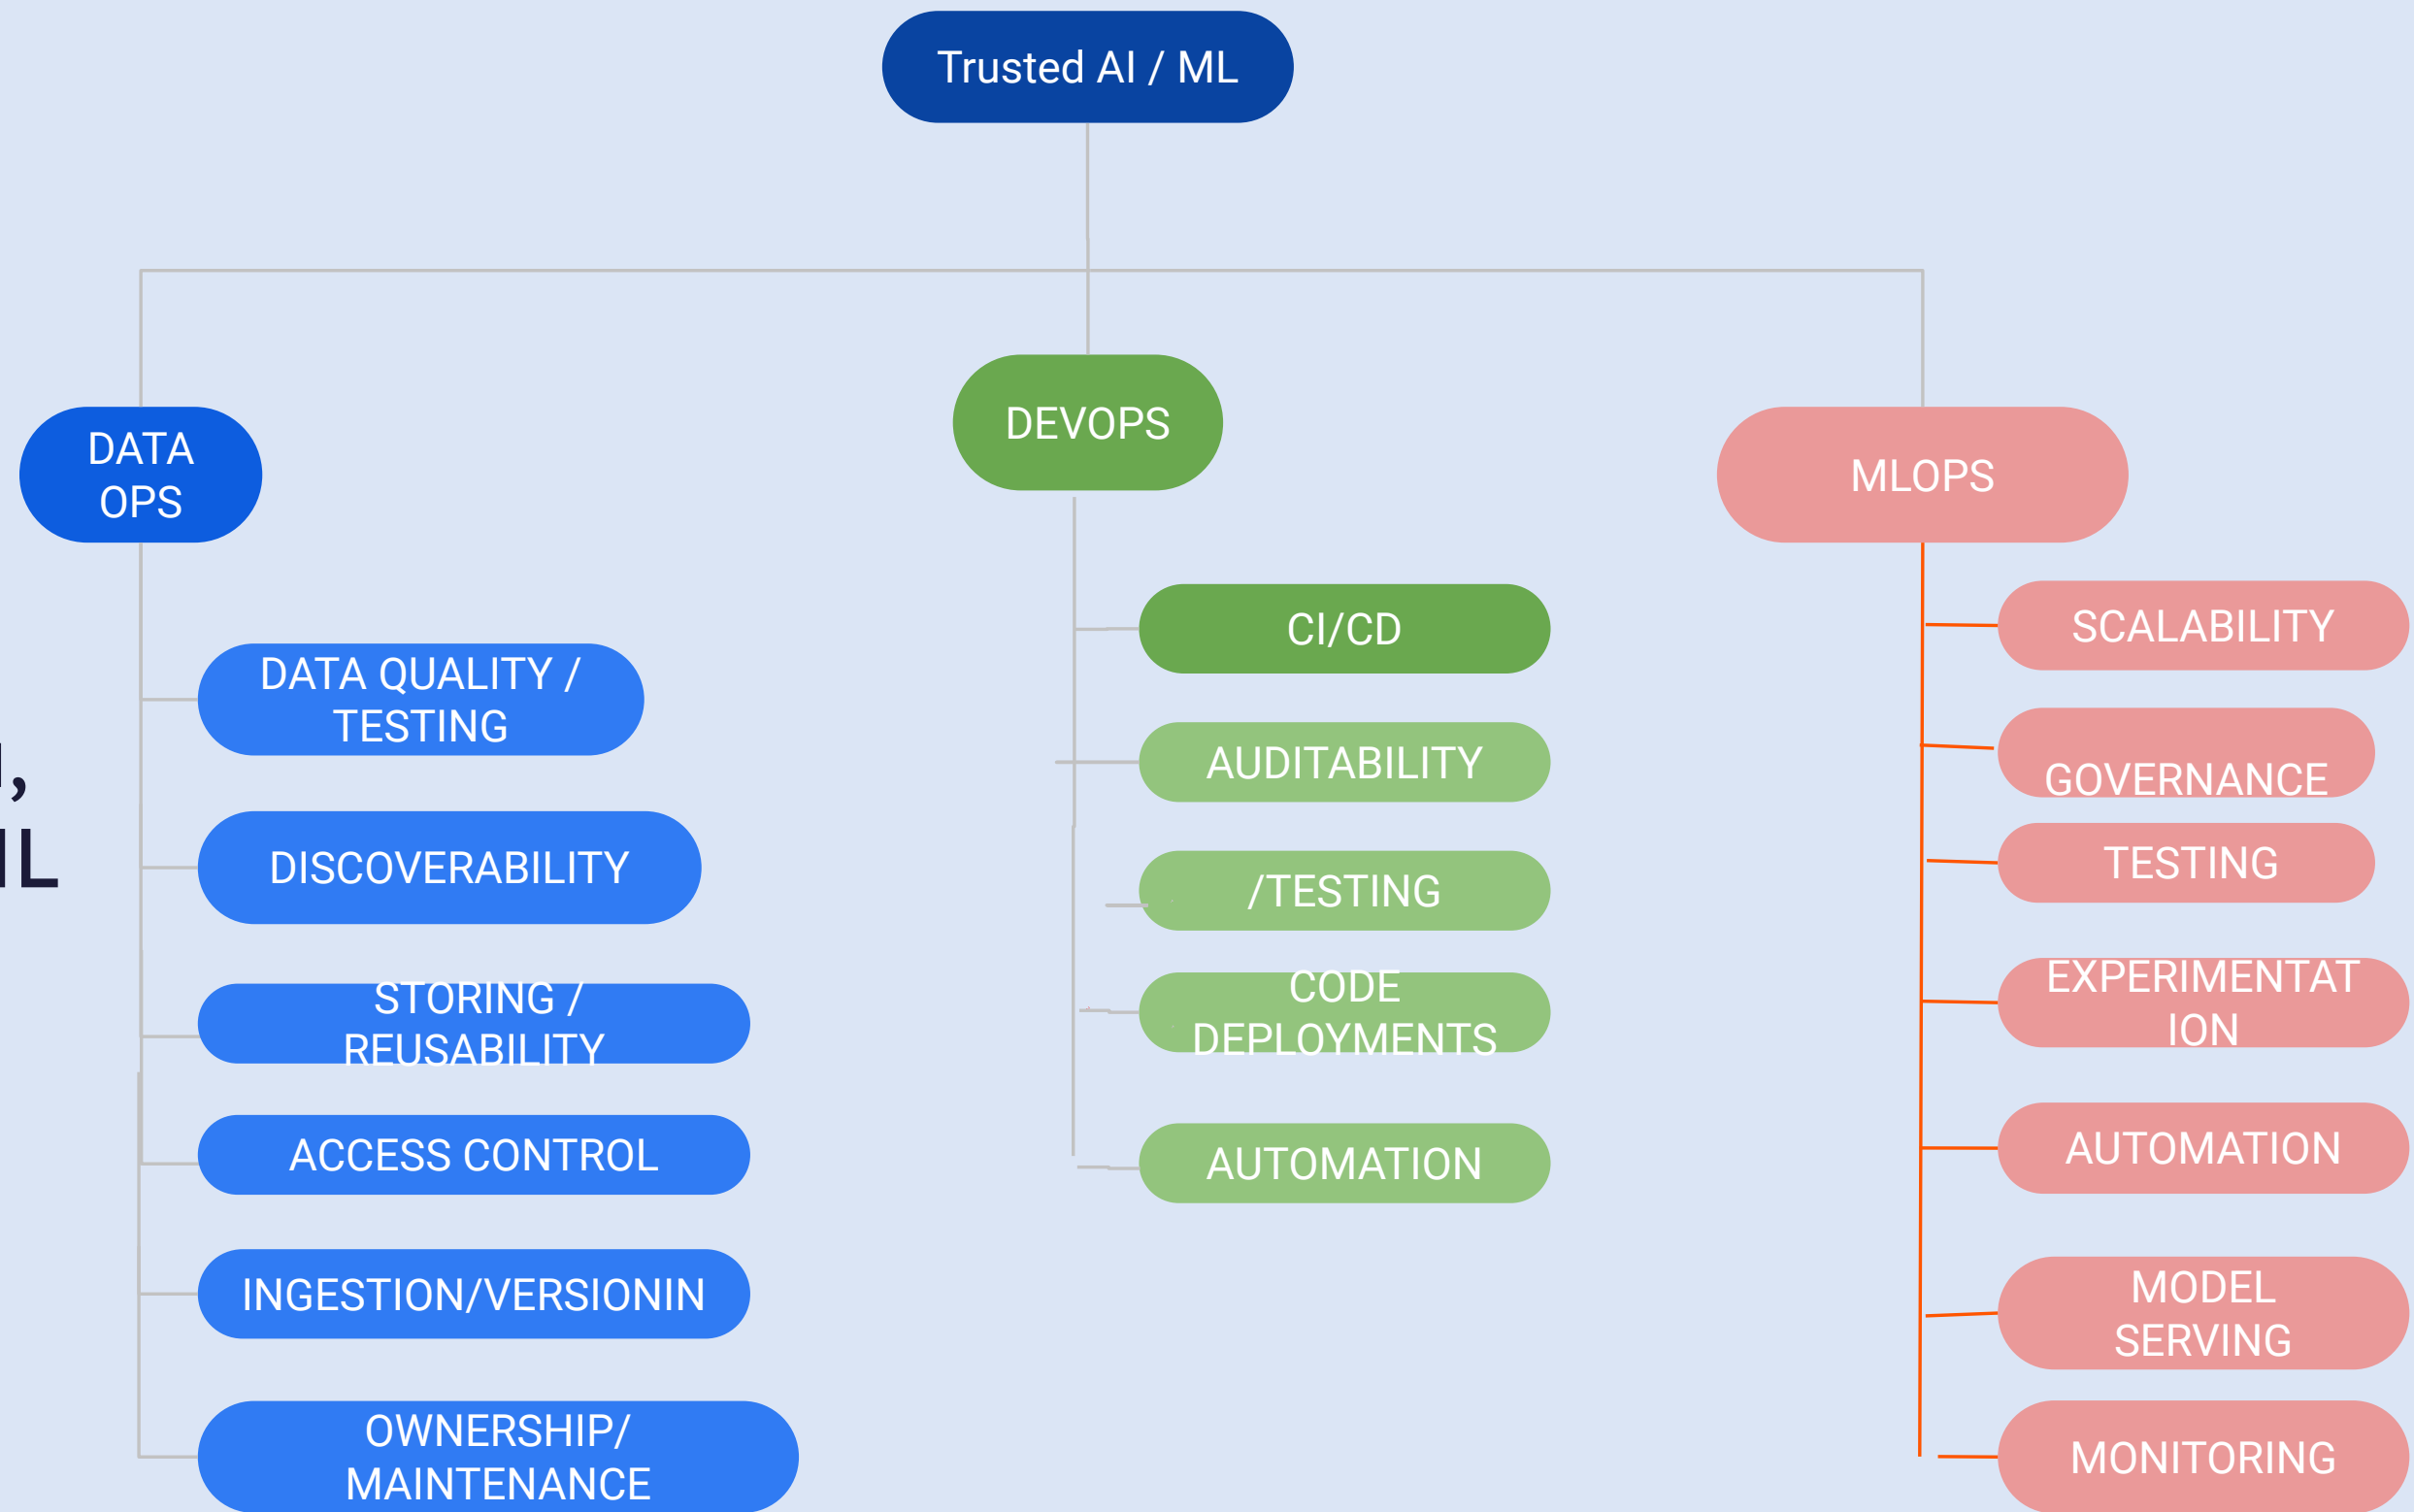 Trusted AI / ML
DATA
OPS
DEVOPS
MLOPS
DATA QUALITY /
TESTING
DISCOVERABILITY
STORING /
REUSABILITY
ACCESS CONTROL
INGESTION/VERSIONIN
OWNERSHIP/
MAINTENANCE
CI/CD
AUDITABILITY
/TESTING
CODE
DEPLOYMENTS
AUTOMATION
SCALABILITY
GOVERNANCE
TESTING
EXPERIMENTAT
ION
AUTOMATION
MODEL
SERVING
MONITORING